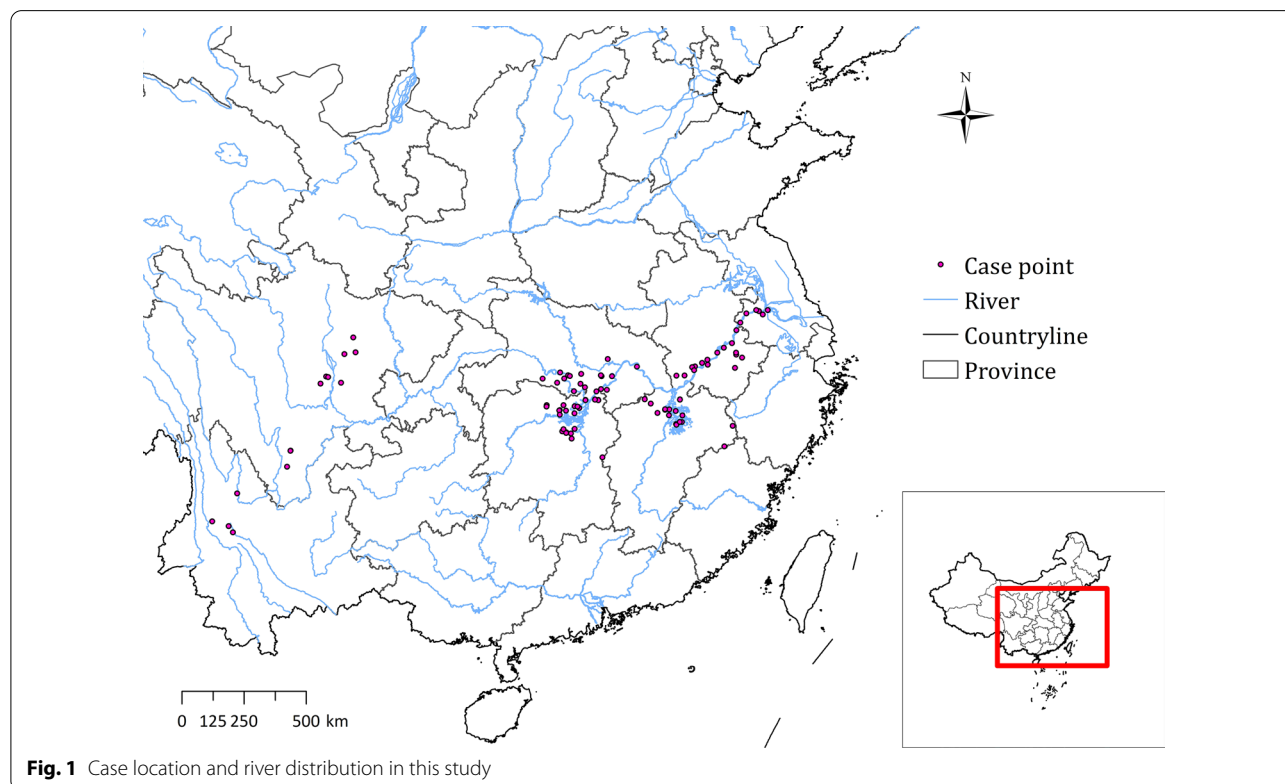 N
Case point
River
Countryline
Province
0 125 250 500 km
Fig. 1 Case location and river distribution in this study